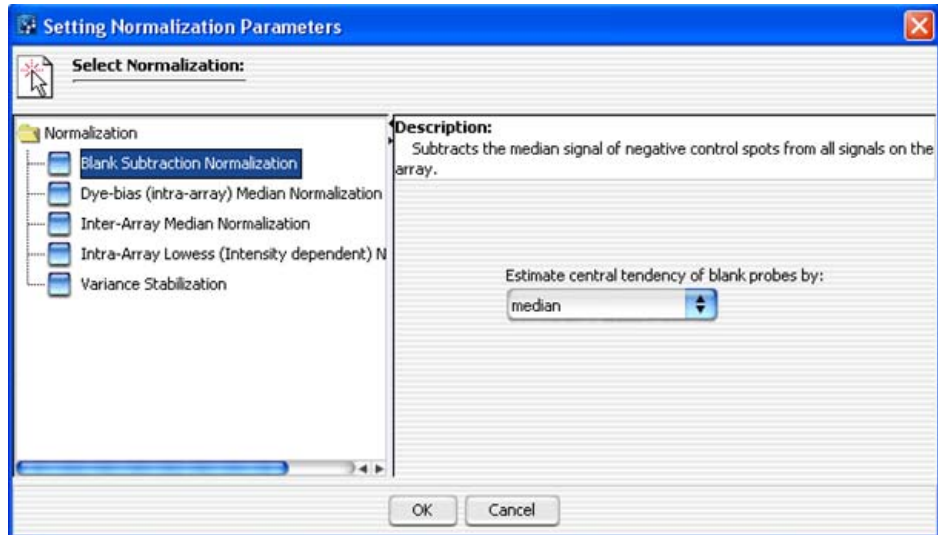 Setting Normalization Parameters
Select Normalization:
Normalization
Blank Subtraction Normalization
Dye-bias (intra-array) Median Normalization
Inter-Array Median Normalization
Intra-Array Lowess (Intensity dependent) N
Variance Stabilization
Description:
Subtracts the median signal of negative control spots from all signals on the
array.
Estimate central tendency of blank probes by:
median
OK
Cancel